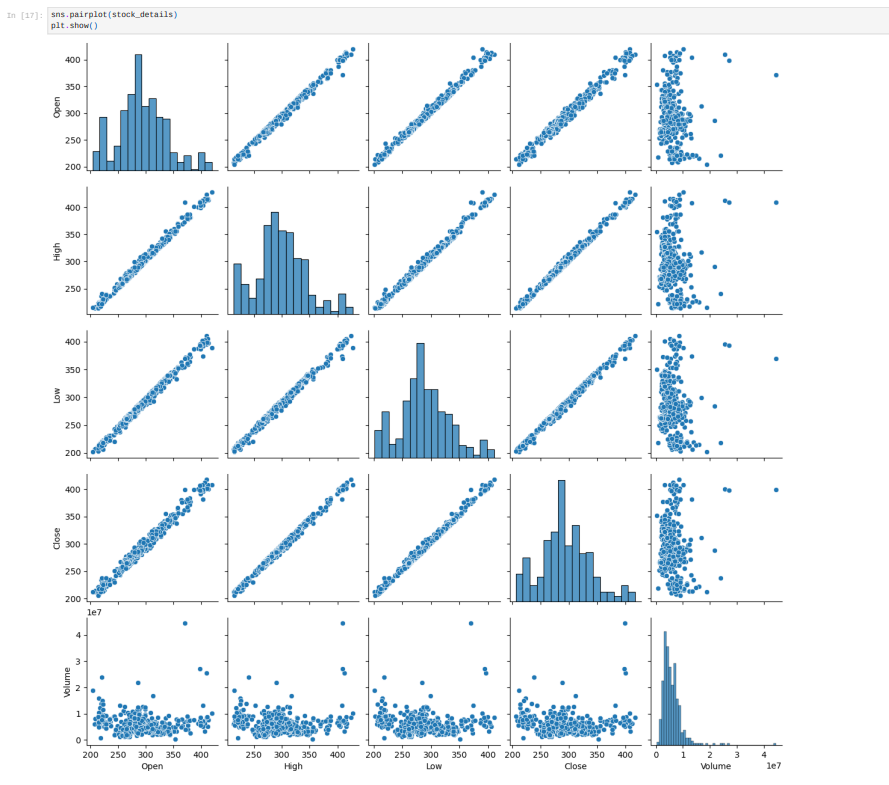 In [17]: sns.pairplot(stock_details)
plt.show()
400
350
300
250
200
Open
400
350
300
250
High
400
350
300
250
200
Low
400
350
300
250
200
Close
1e7
4
3
2
1
0
Volume
200 250 300 350 400
Open
250 300 350 400
High
200 250 300 350 400
Low
200 250 300 350 400
Close
0 1 2 3 4
1e7
Volume